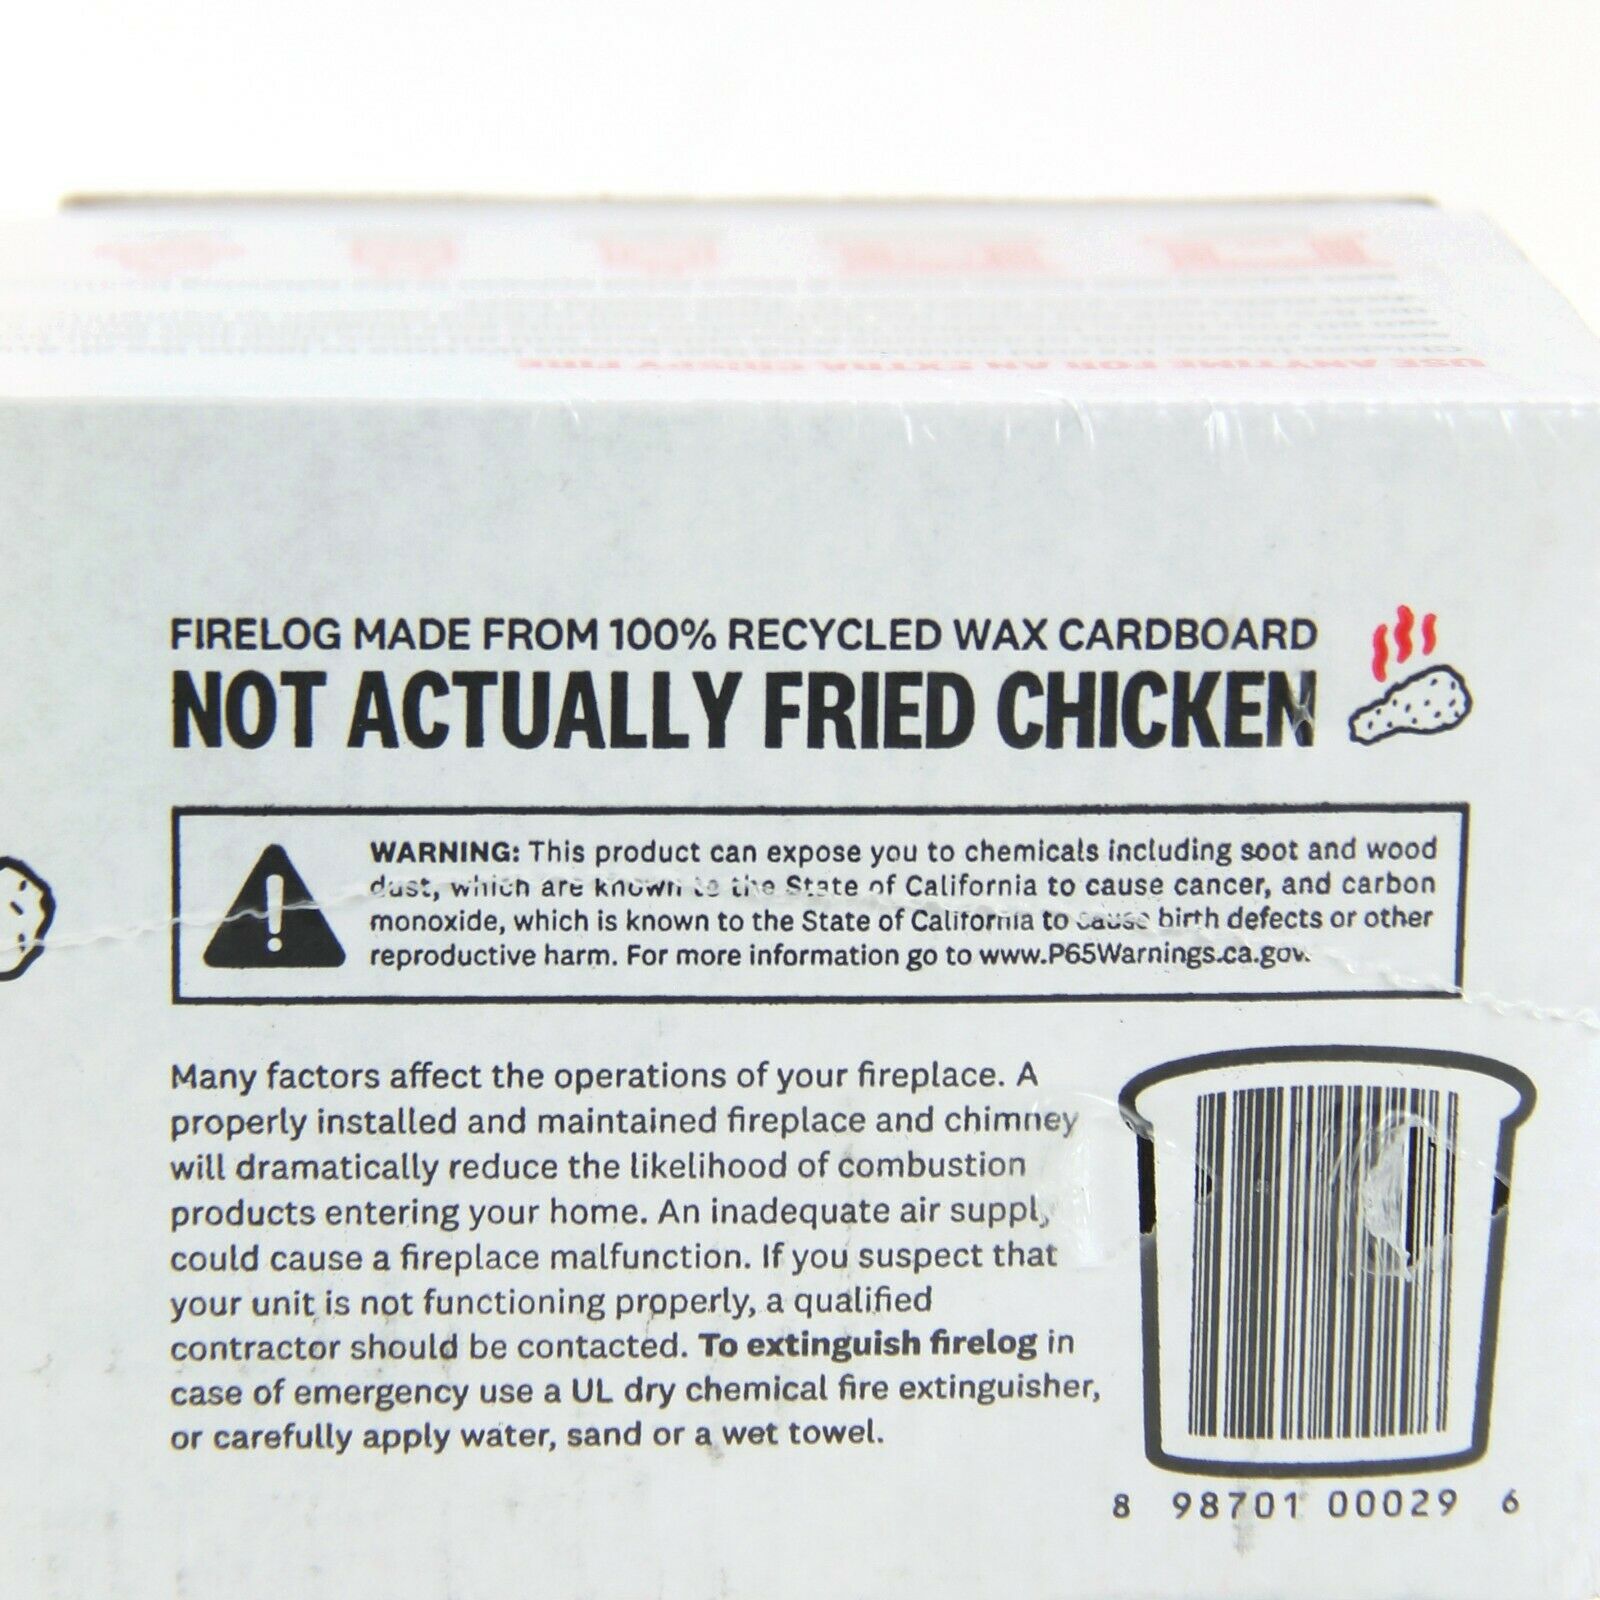 USE ANYTIME FOR AN EXTRA CRISPY FIRE
FIRELOG MADE FROM 100% RECYCLED WAX CARDBOARD
NOT ACTUALLY FRIED CHICKEN
WARNING: This product can expose you to chemicals including soot and wood
dust, which are known to the State of California to cause cancer, and carbon
monoxide, which is known to the State of California to cause birth defects or other
reproductive harm. For more information go to www.P65Warnings.ca.gov.
Many factors affect the operations of your fireplace. A
properly installed and maintained fireplace and chimney
will dramatically reduce the likelihood of combustion
products entering your home. An inadequate air supply
could cause a fireplace malfunction. If you suspect that
your unit is not functioning properly, a qualified
contractor should be contacted. To extinguish firelog in
case of emergency use a UL dry chemical fire extinguisher,
or carefully apply water, sand or a wet towel.
8 98701 00029 6